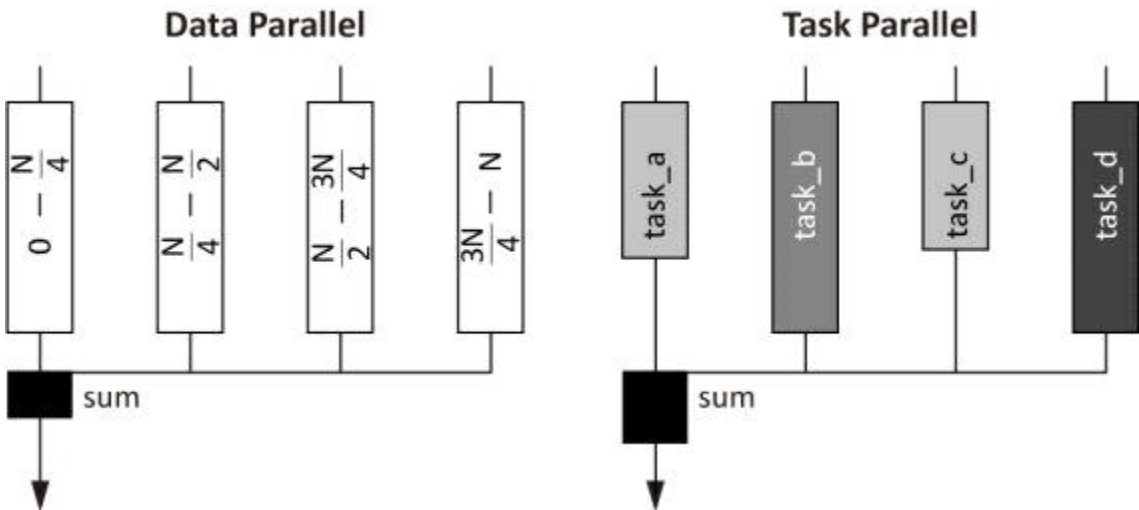 Data Parallel
0 — N/4
N/4 — N/2
N/2 — 3N/4
3N/4 — N
sum
Task Parallel
task_a
task_b
task_c
task_d
sum